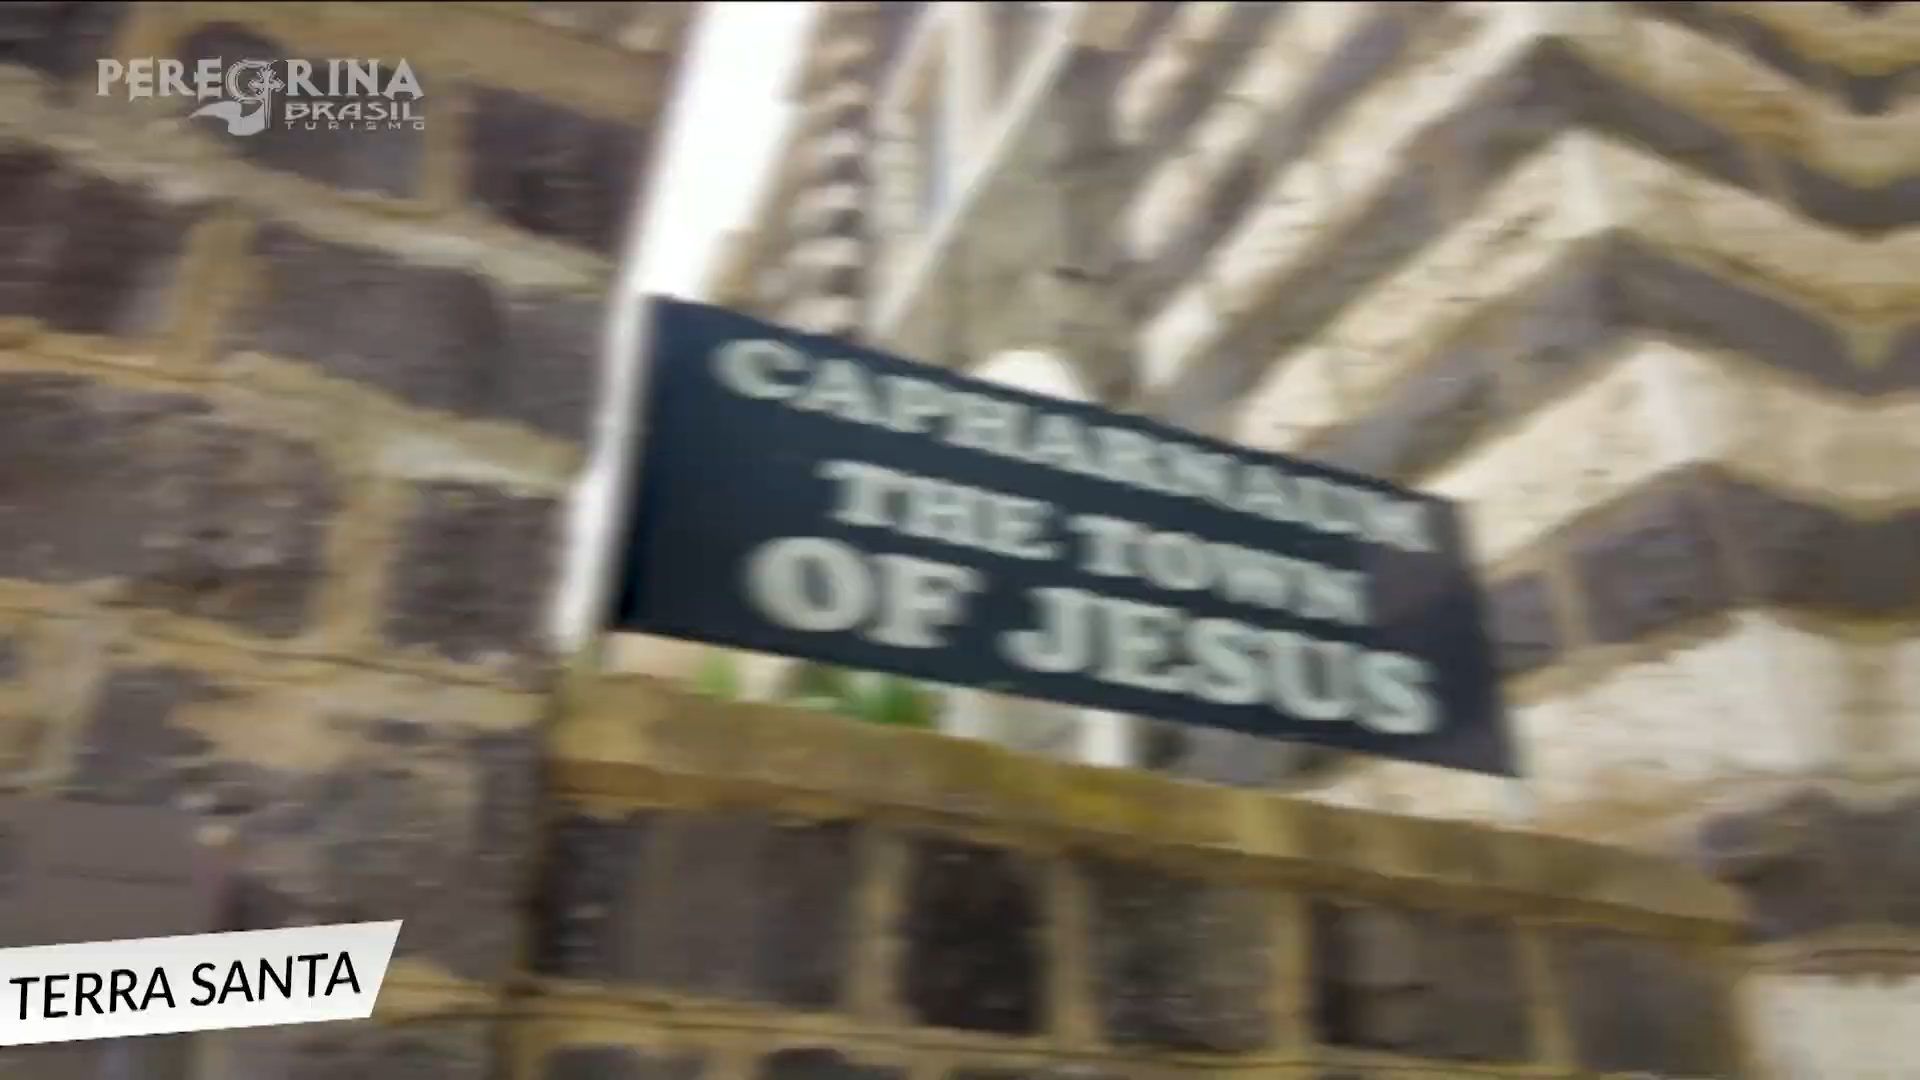 PEREGRINA
BRASIL
TURISMO
CAPHARNAUM
THE TOWN
OF JESUS
TERRA SANTA